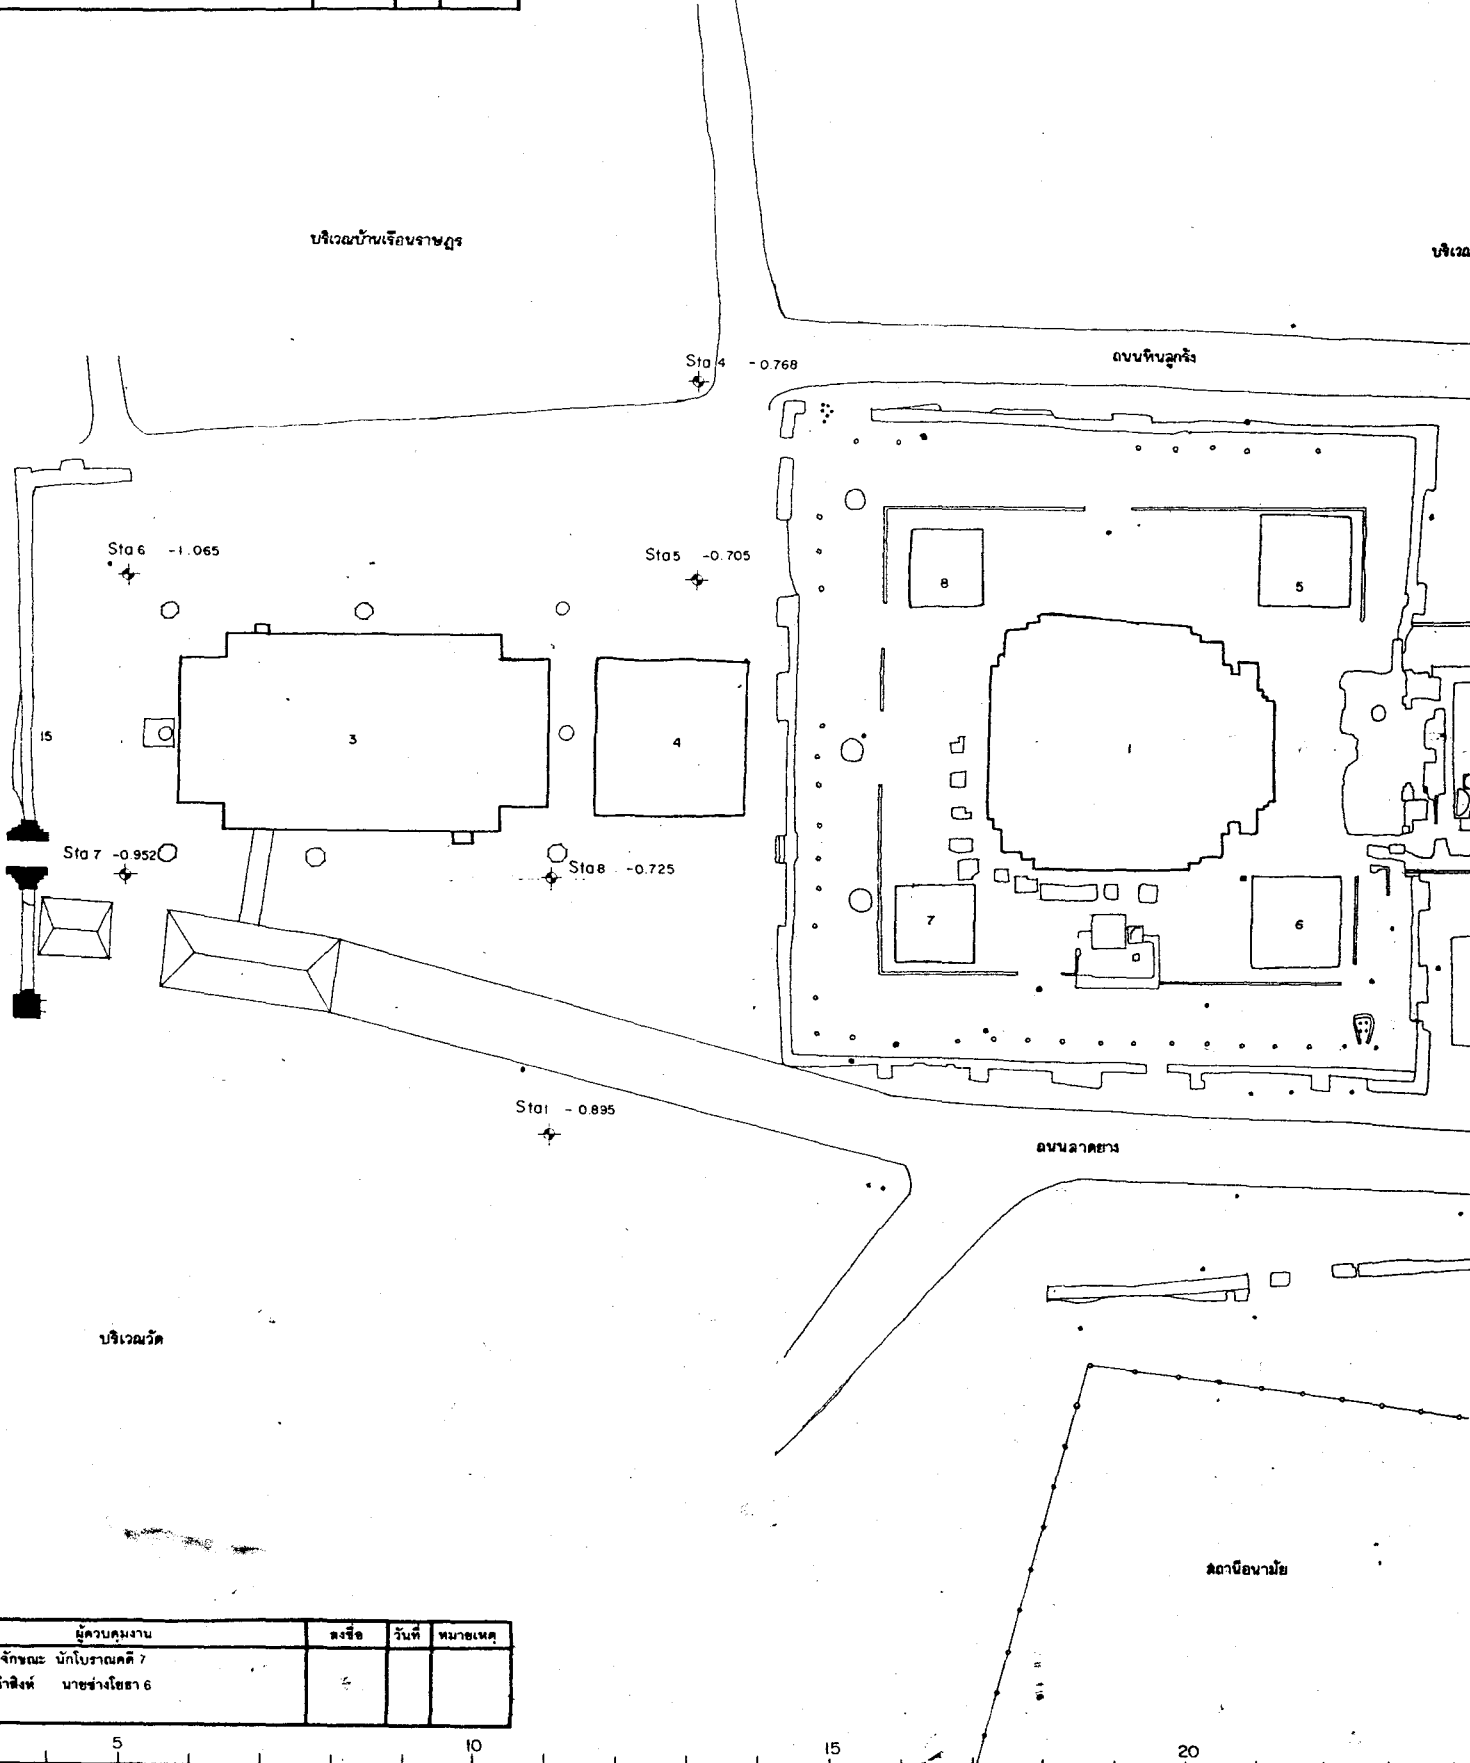 บริเวณบ้านเรือนราษฎร
บริเวณ
Sta 4 -0.768
ถนนหินลูกรัง
Sta 6 -1.065
Sta 5 -0.705
8
5
15
3
4
1
Sta 7 -0.952
Sta 8 -0.725
7
6
Sta 1 -0.895
ถนนลาดยาง
บริเวณวัด
สถานีอนามัย
ผู้ควบคุมงาน ลงชื่อ วันที่ หมายเหตุ
นักโบราณคดี 7
นายช่างโยธา 6
5 10 15 20